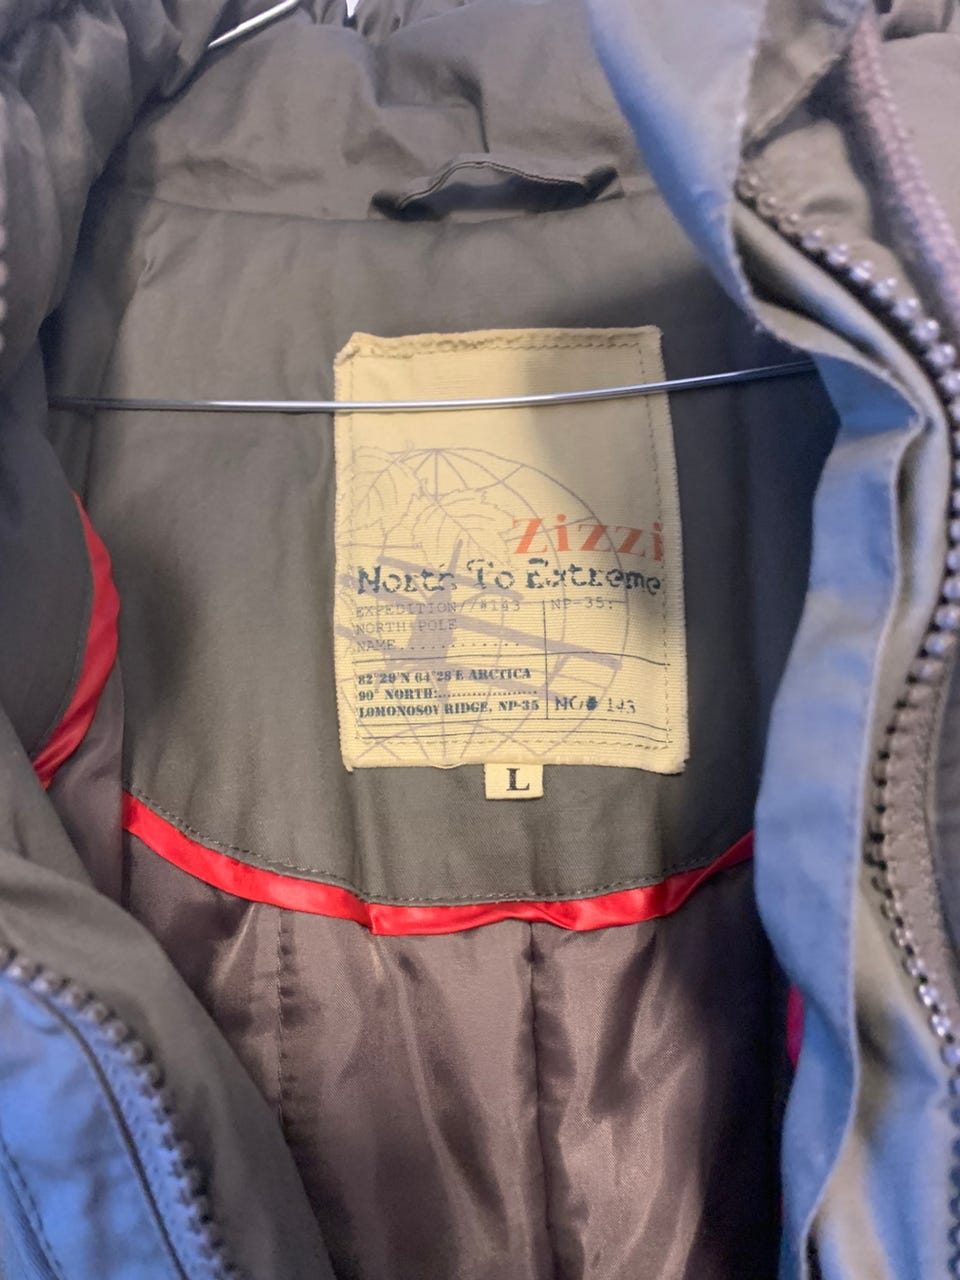 Zizzi
North To Extreme
EXPEDITION//#143 NP-35:
NORTH POLE
NAME............
82°29'N 64°28'E ARCTICA
90° NORTH:....................
LOMONOSOV RIDGE, NP-35 NO# 143
L